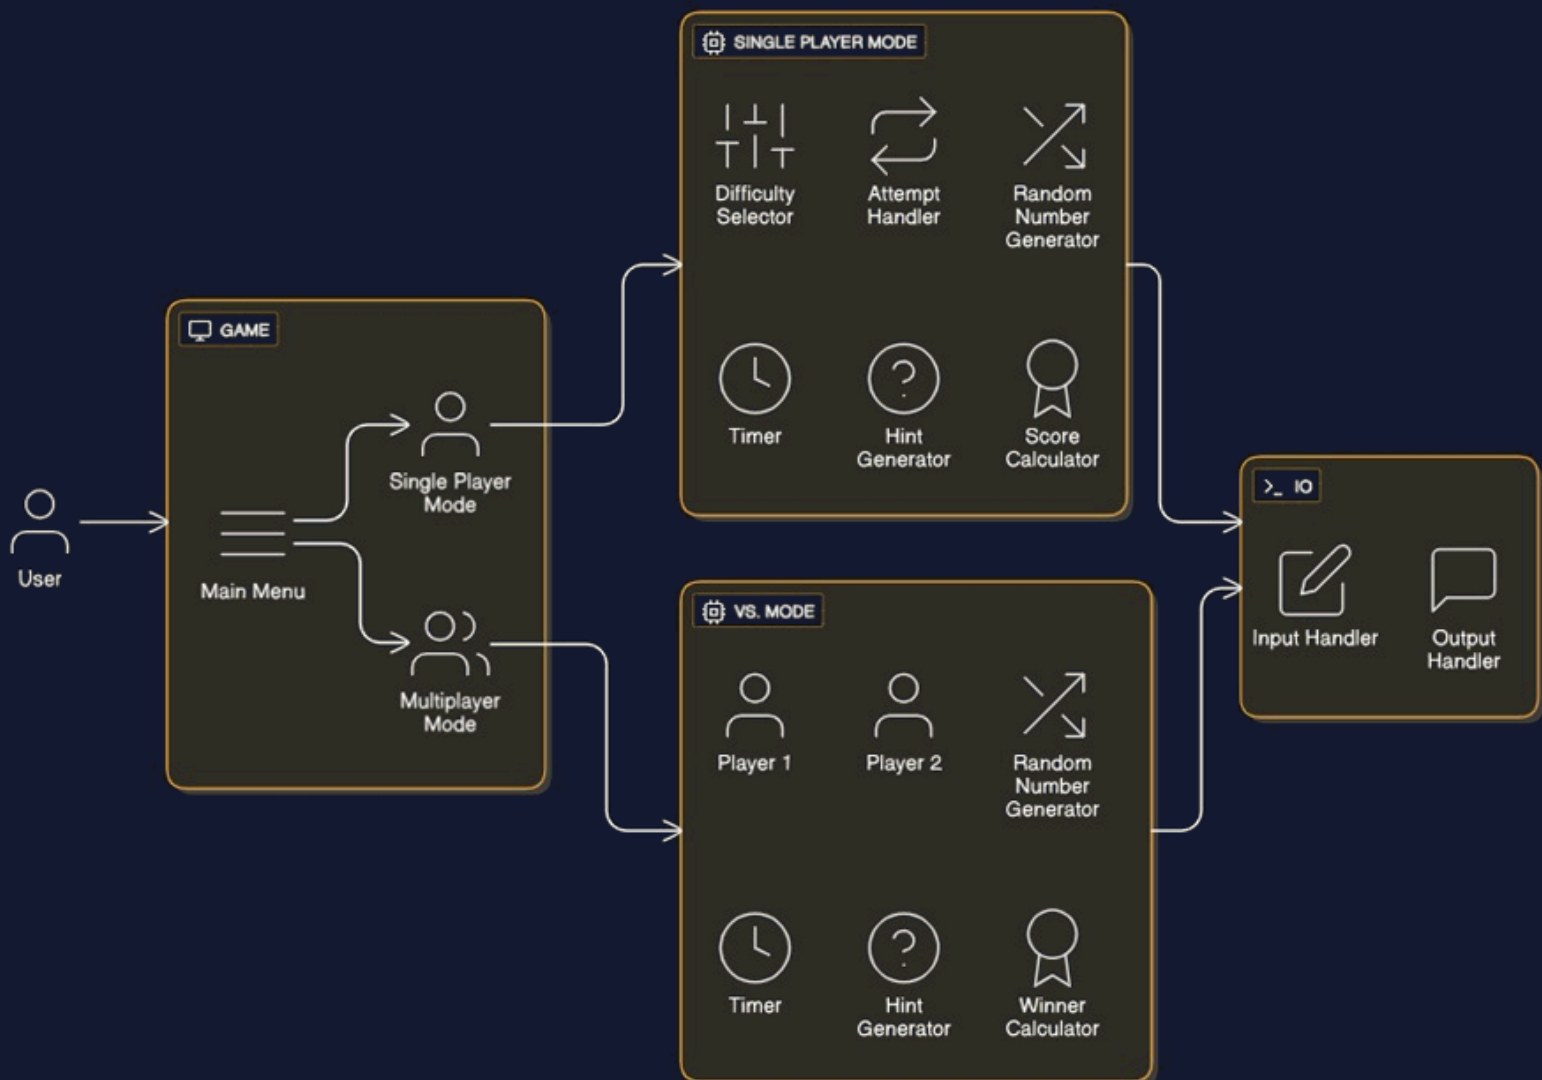 SINGLE PLAYER MODE
Difficulty
Selector
Attempt
Handler
Random
Number
Generator
Timer
Hint
Generator
Score
Calculator
GAME
Single Player
Mode
Main Menu
Multiplayer
Mode
User
VS. MODE
Player 1
Player 2
Random
Number
Generator
Timer
Hint
Generator
Winner
Calculator
>_ IO
Input Handler
Output
Handler